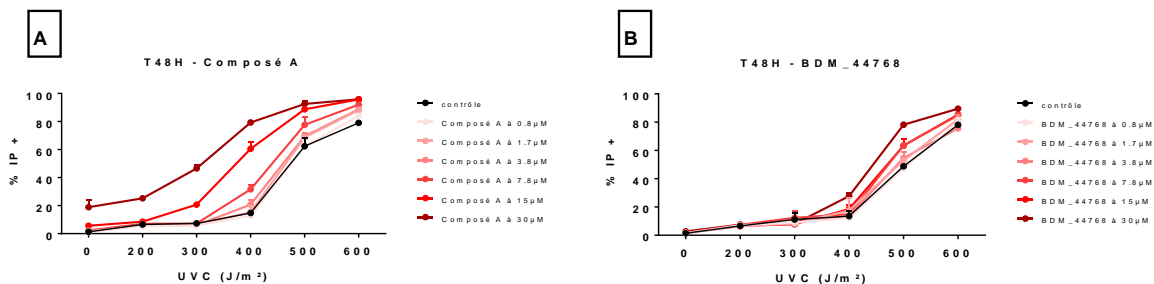 A
T48H - Composé A
% IP +
100
80
60
40
20
0
0 200 300 400 500 600
UVC (J/m²)
contrôle
Composé A à 0.8µM
Composé A à 1.7µM
Composé A à 3.8µM
Composé A à 7.8µM
Composé A à 15µM
Composé A à 30µM
B
T48H - BDM_44768
% IP +
100
80
60
40
20
0
0 200 300 400 500 600
UVC (J/m²)
contrôle
BDM_44768 à 0.8µM
BDM_44768 à 1.7µM
BDM_44768 à 3.8µM
BDM_44768 à 7.8µM
BDM_44768 à 15µM
BDM_44768 à 30µM